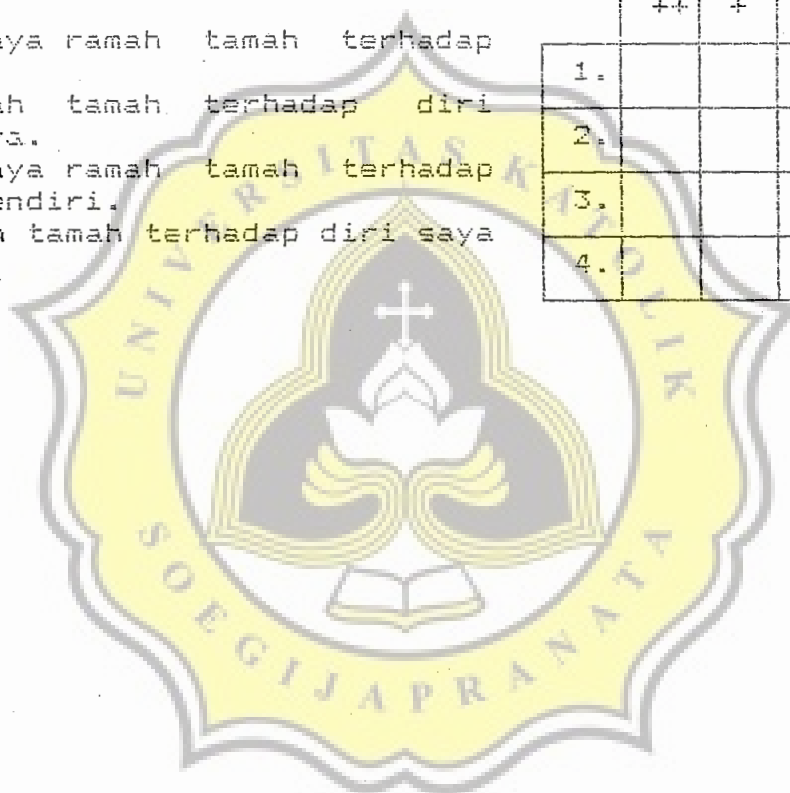 ++ +
aya ramah tamah terhadap
1.
ah tamah terhadap diri
ra.
2.
aya ramah tamah terhadap
endiri.
3.
tamah terhadap diri saya
4.
UNIVERSITAS KATOLIK
SOEGIJAPRANATA